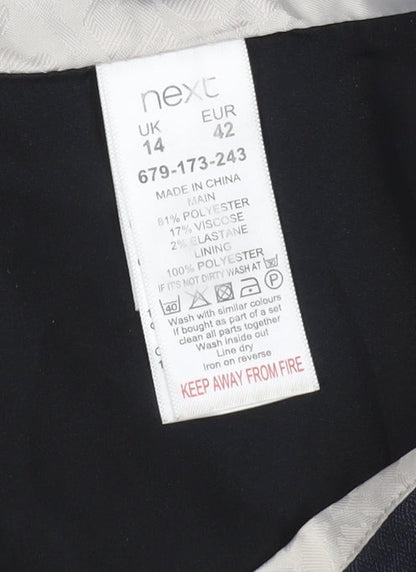 next
UK EUR
14 42
679-173-243
MADE IN CHINA
MAIN
81% POLYESTER
17% VISCOSE
2% ELASTANE
LINING
100% POLYESTER
IF IT'S NOT DIRTY WASH AT 30
40 P
Wash with similar colours
If bought as part of a set
clean all parts together
Wash inside out
Line dry
Iron on reverse
KEEP AWAY FROM FIRE